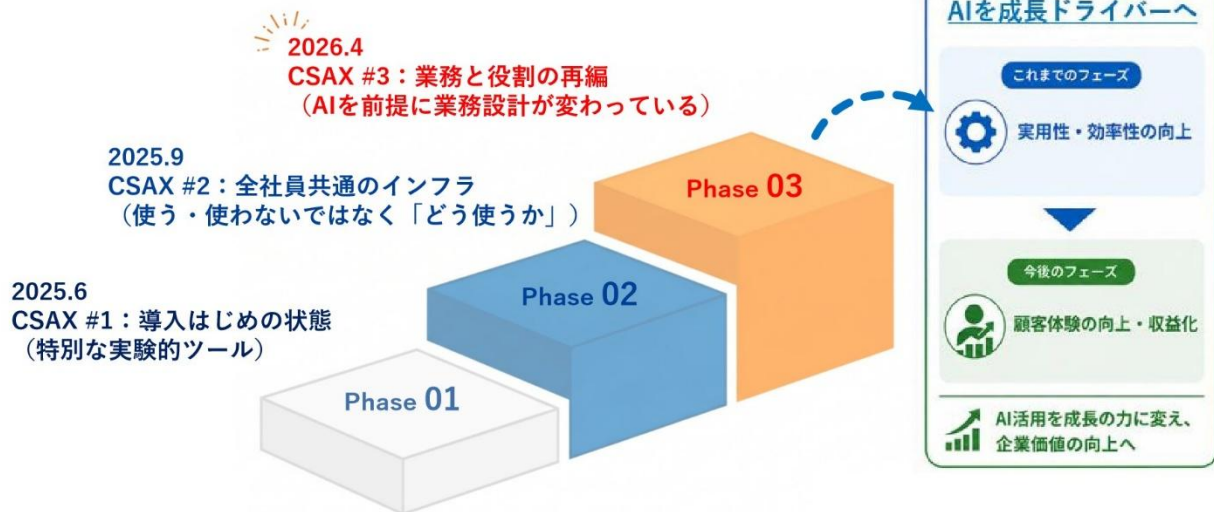 2026.4
CSAX #3：業務と役割の再編
（AIを前提に業務設計が変わっている）
2025.9
CSAX #2：全社員共通のインフラ
（使う・使わないではなく「どう使うか」）
2025.6
CSAX #1：導入はじめの状態
（特別な実験的ツール）
Phase 01
Phase 02
Phase 03
AIを成長ドライバーへ
これまでのフェーズ
実用性・効率性の向上
今後のフェーズ
顧客体験の向上・収益化
AI活用を成長の力に変え、
企業価値の向上へ